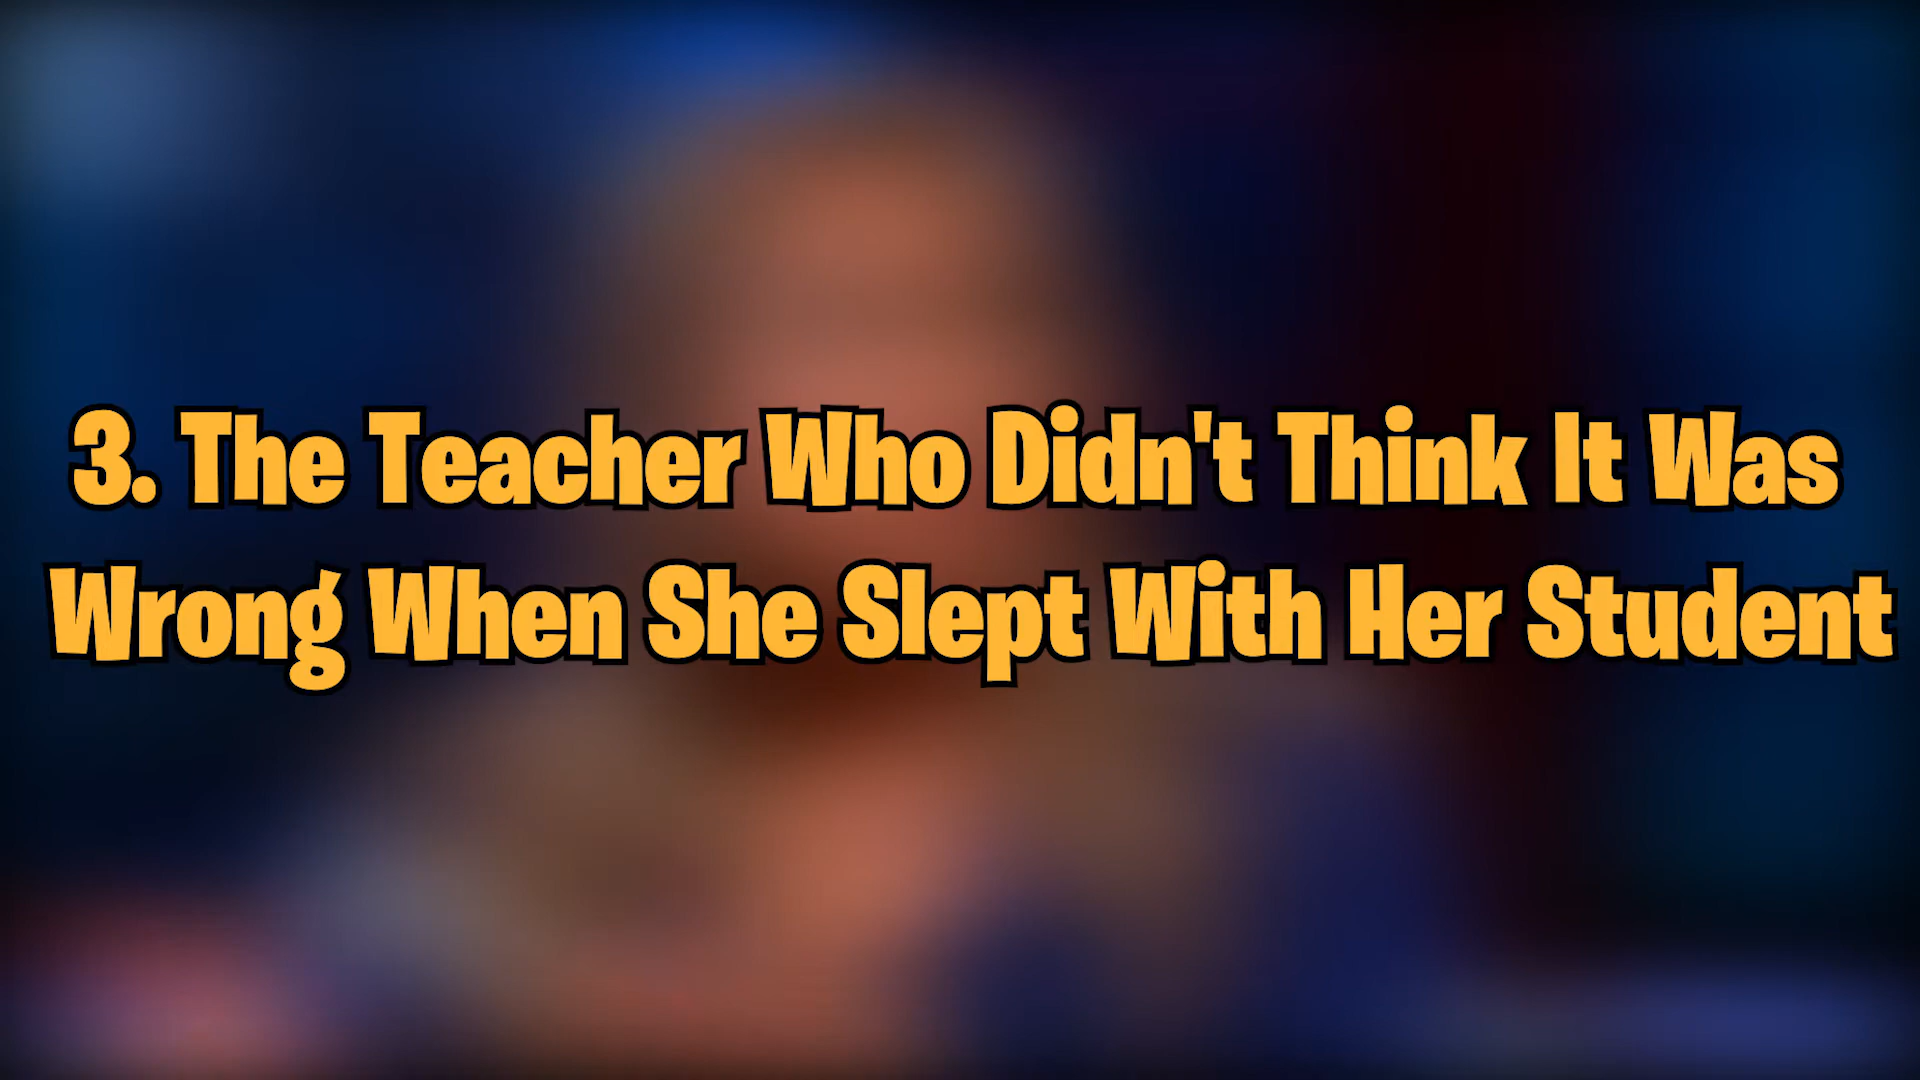 3. The Teacher Who Didn't Think It Was
Wrong When She Slept With Her Student